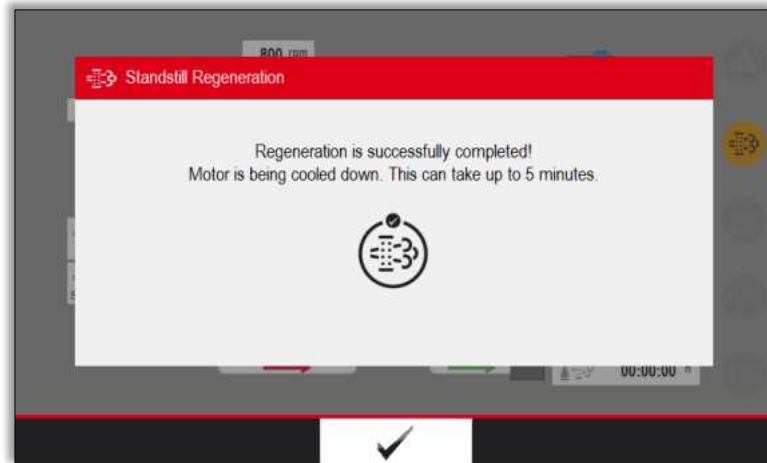 800 rpm
Standstill Regeneration
Regeneration is successfully completed!
Motor is being cooled down. This can take up to 5 minutes.
00:00:00